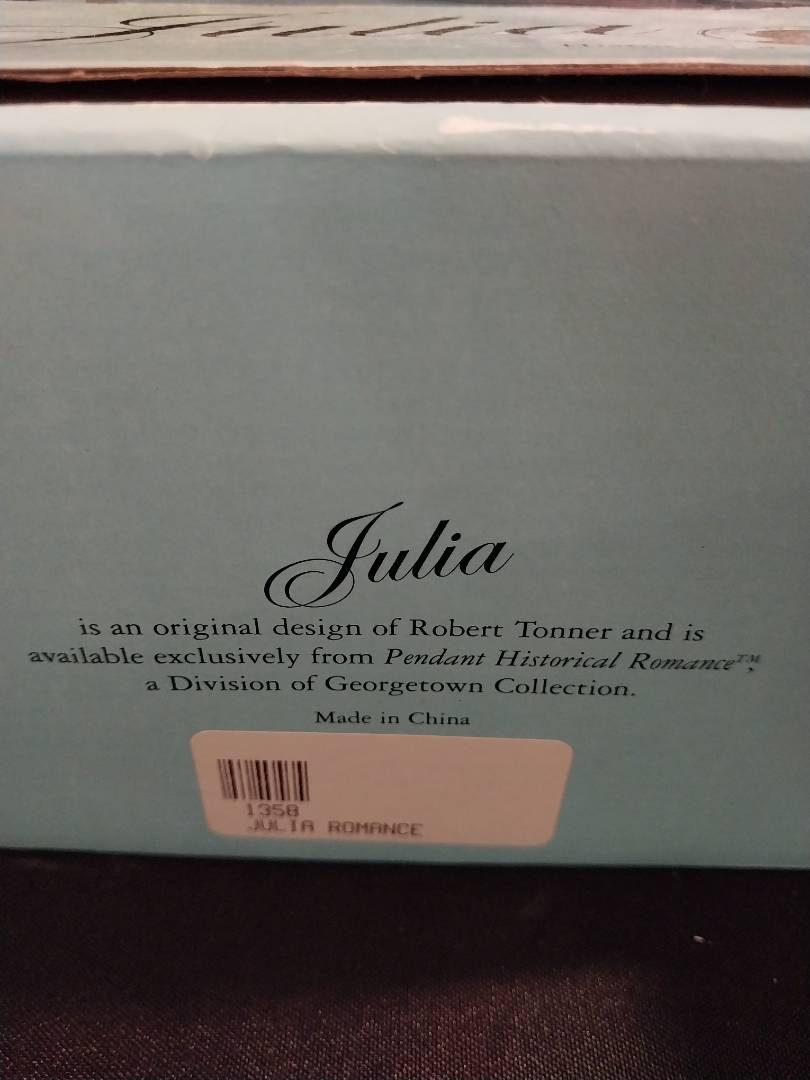 Julia
Julia
is an original design of Robert Tonner and is
available exclusively from Pendant Historical Romance™,
a Division of Georgetown Collection.
Made in China
1358
JULIA ROMANCE